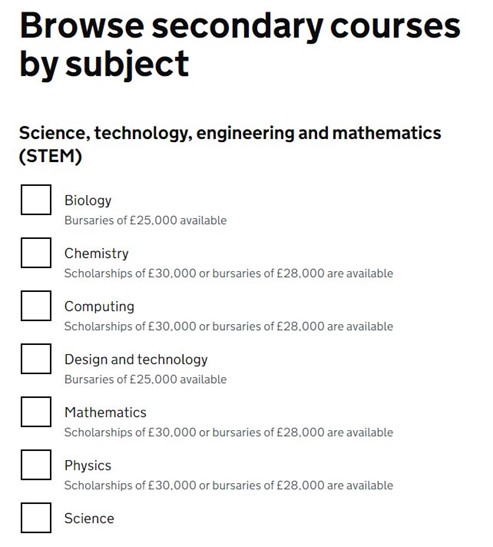 Browse secondary courses
by subject
Science, technology, engineering and mathematics
(STEM)
Biology
Bursaries of £25,000 available
Chemistry
Scholarships of £30,000 or bursaries of £28,000 are available
Computing
Scholarships of £30,000 or bursaries of £28,000 are available
Design and technology
Bursaries of £25,000 available
Mathematics
Scholarships of £30,000 or bursaries of £28,000 are available
Physics
Scholarships of £30,000 or bursaries of £28,000 are available
Science